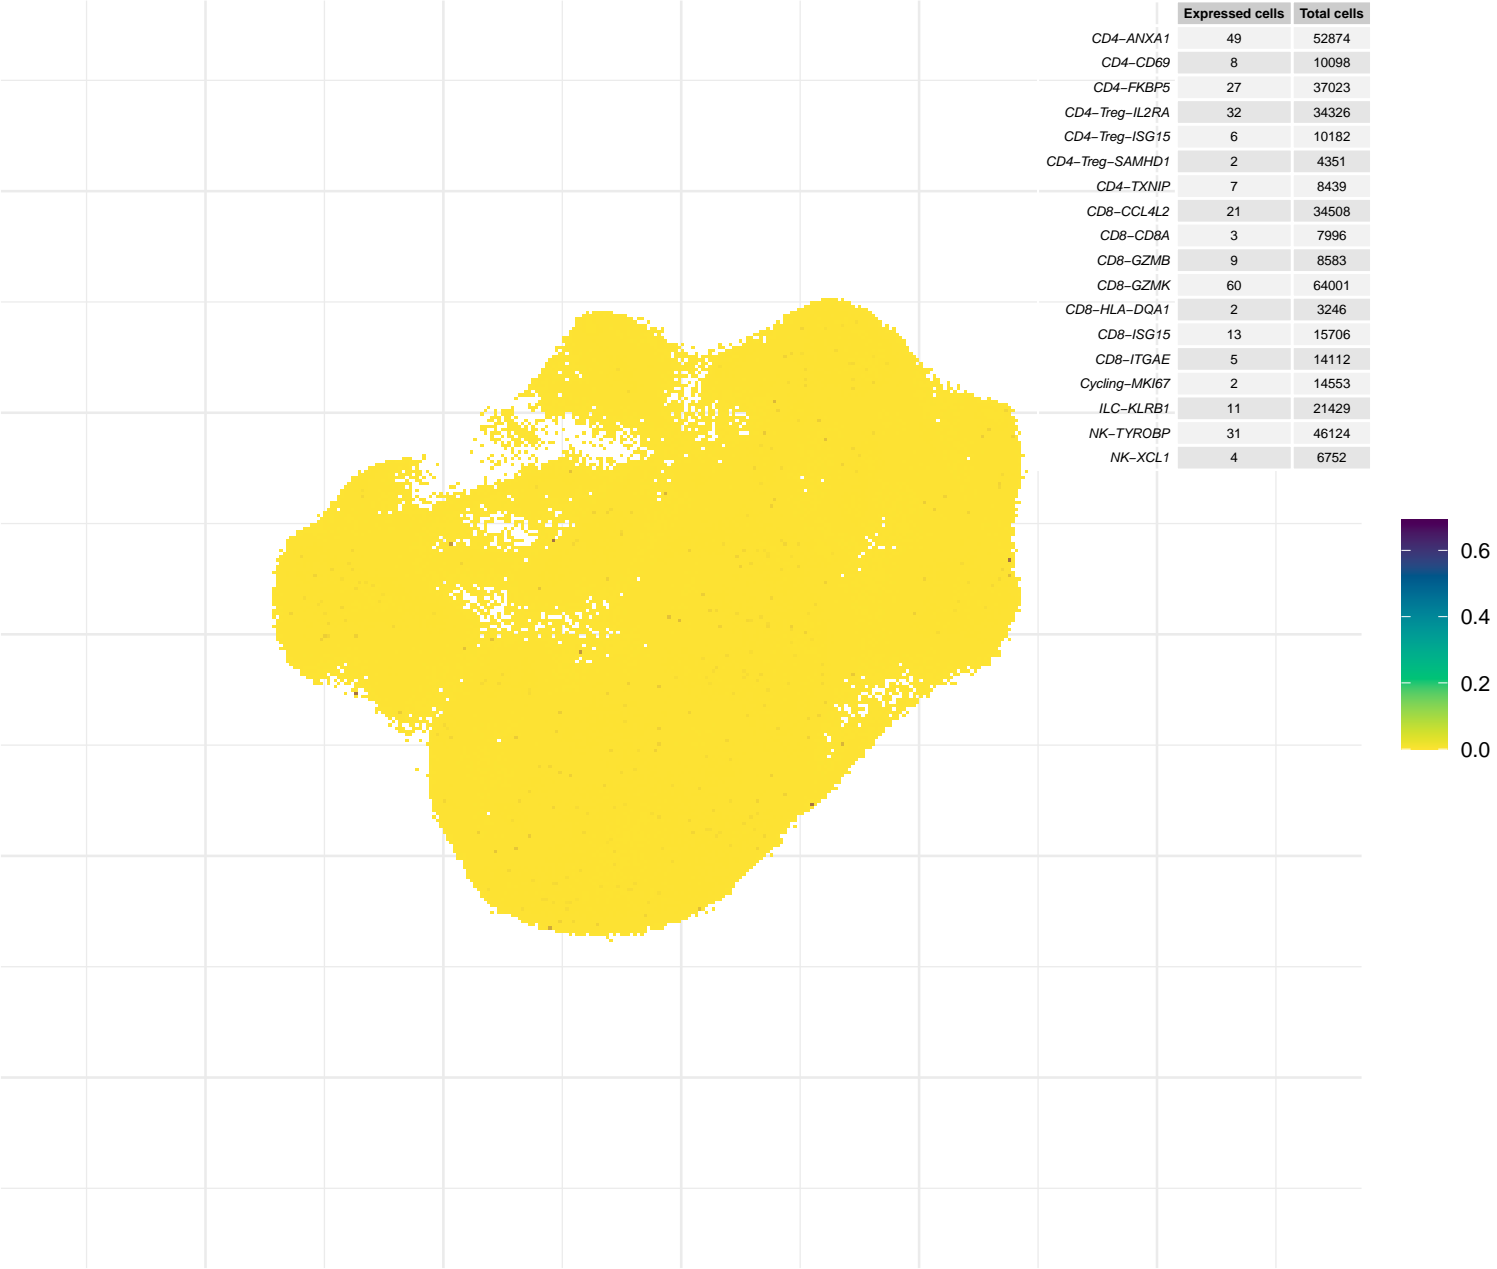 Expressed cells Total cells
CD4−ANXA1 49 52874
CD4−CD69 8 10098
CD4−FKBP5 27 37023
CD4−Treg−IL2RA 32 34326
CD4−Treg−ISG15 6 10182
CD4−Treg−SAMHD1 2 4351
CD4−TXNIP 7 8439
CD8−CCL4L2 21 34508
CD8−CD8A 3 7996
CD8−GZMB 9 8583
CD8−GZMK 60 64001
CD8−HLA−DQA1 2 3246
CD8−ISG15 13 15706
CD8−ITGAE 5 14112
Cycling−MKI67 2 14553
ILC−KLRB1 11 21429
NK−TYROBP 31 46124
NK−XCL1 4 6752
0.6
0.4
0.2
0.0